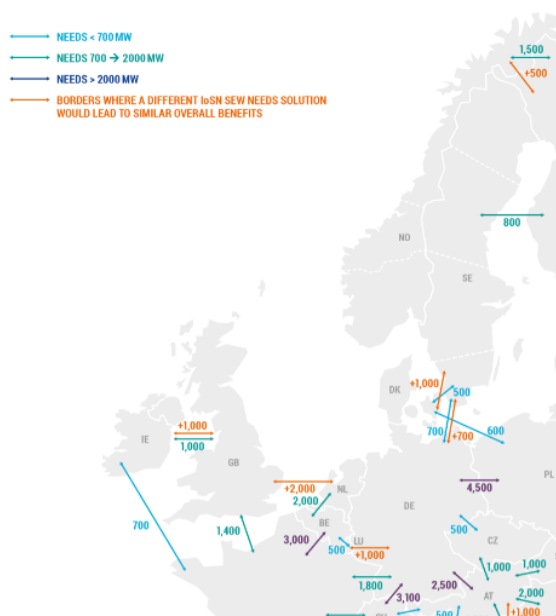 NEEDS < 700 MW
NEEDS 700 → 2000 MW
NEEDS > 2000 MW
BORDERS WHERE A DIFFERENT IoSN SEW NEEDS SOLUTION
WOULD LEAD TO SIMILAR OVERALL BENEFITS
1,500
+500
800
NO
SE
DK
+1,000
500
700
+700
600
+1,000
1,000
IE
GB
+2,000
NL
2,000
DE
4,500
PL
700
1,400
BE
3,000
500
LU
+1,000
500
CZ
1,000
1,000
1,800
3,100
2,500
AT
2,000
+1,000
500